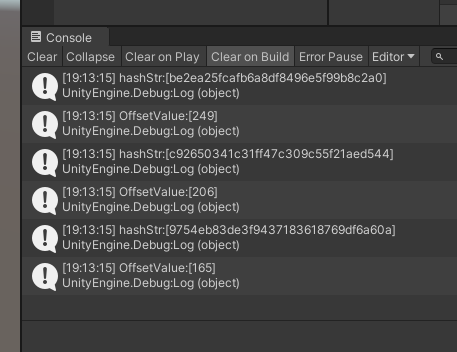 Console
Clear Collapse Clear on Play Clear on Build Error Pause Editor
[19:13:15] hashStr:[be2ea25fcafb6a8df8496e5f99b8c2a0]
UnityEngine.Debug:Log (object)
[19:13:15] OffsetValue:[249]
UnityEngine.Debug:Log (object)
[19:13:15] hashStr:[c92650341c31ff47c309c55f21aed544]
UnityEngine.Debug:Log (object)
[19:13:15] OffsetValue:[206]
UnityEngine.Debug:Log (object)
[19:13:15] hashStr:[9754eb83de3f9437183618769df6a60a]
UnityEngine.Debug:Log (object)
[19:13:15] OffsetValue:[165]
UnityEngine.Debug:Log (object)